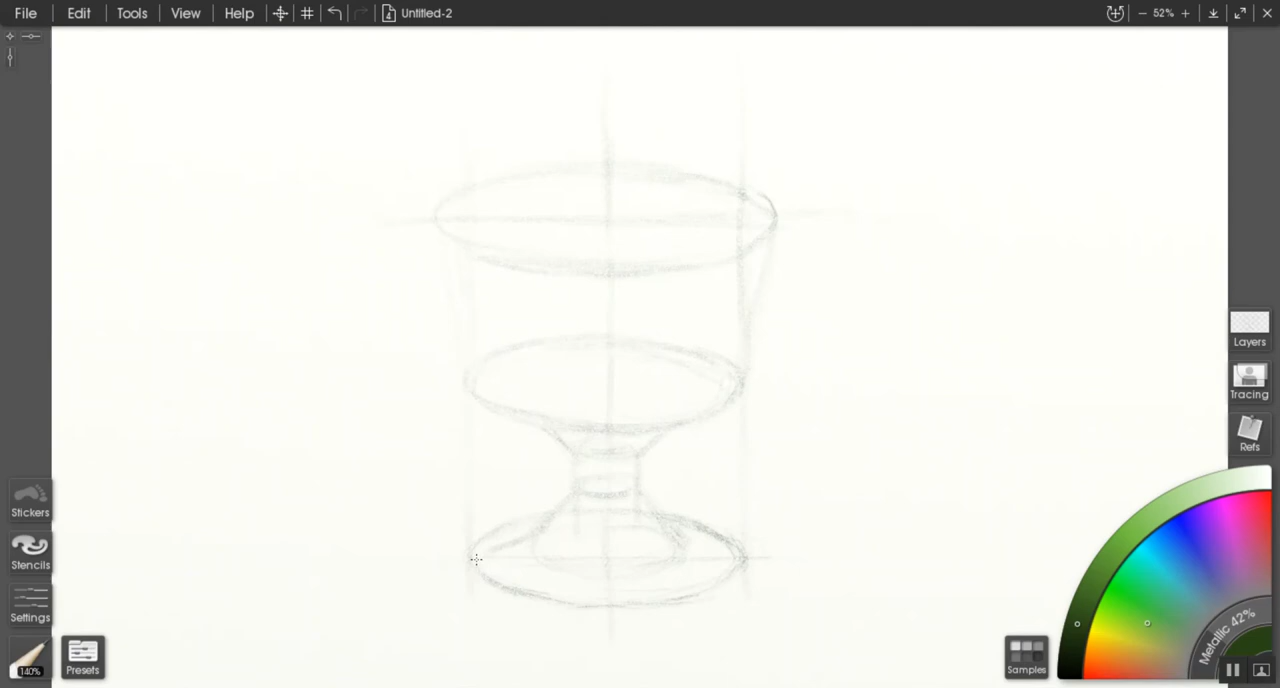 File Edit Tools View Help 4 Untitled-2 52%
Layers
Tracing
Refs
Stickers
Stencils
Settings
140%
Presets
Samples
Metallic 42%